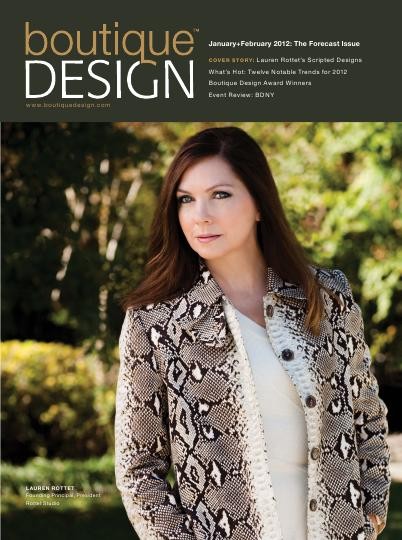 boutique™
DESIGN
www.boutiquedesign.com
January+February 2012: The Forecast Issue
COVER STORY: Lauren Rottet's Scripted Designs
What's Hot: Twelve Notable Trends for 2012
Boutique Design Award Winners
Event Review: BDNY
LAUREN ROTTET
Founding Principal, President
Rottet Studio